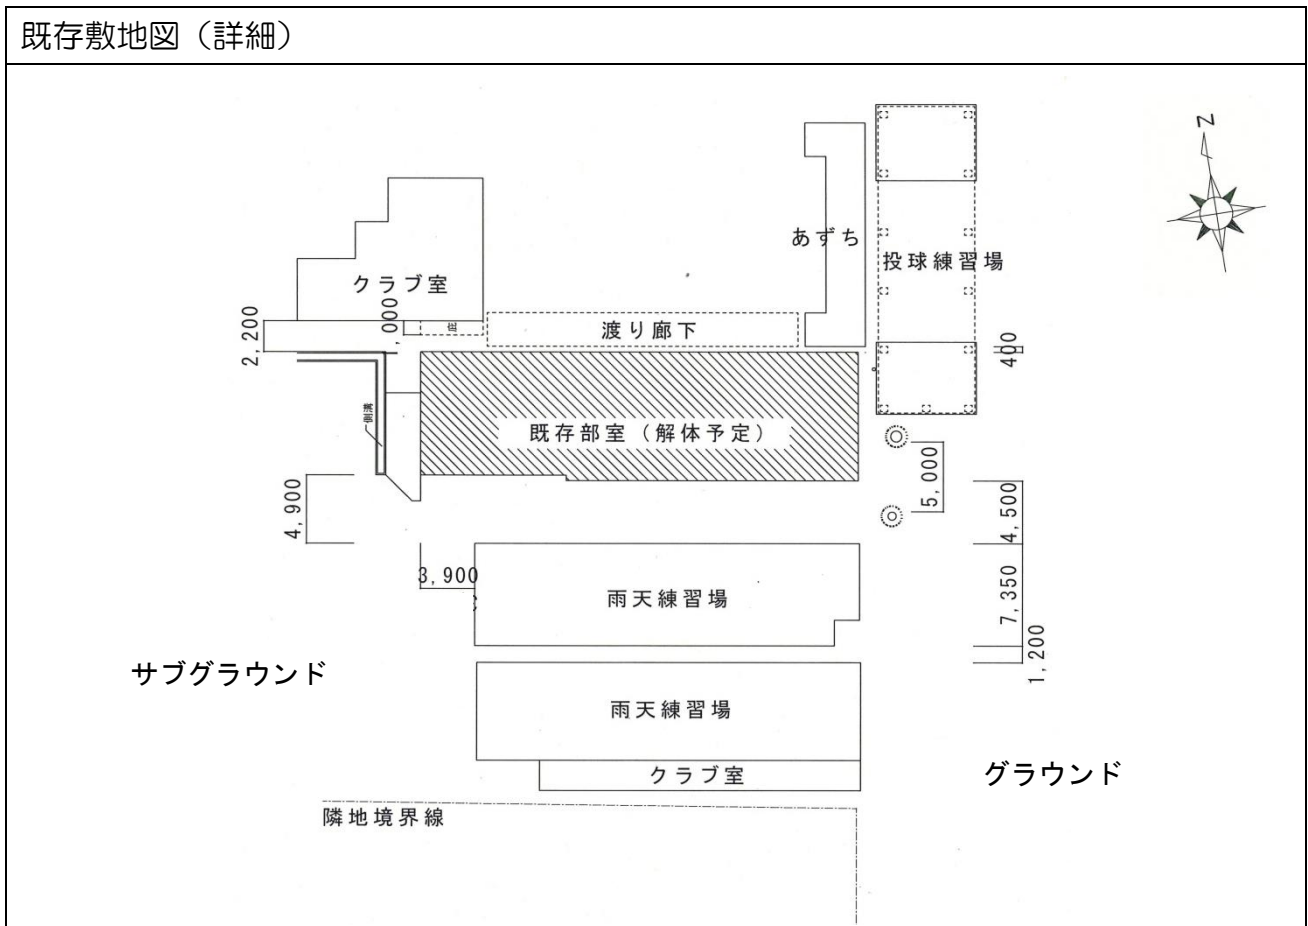 既存敷地図（詳細）
N
あずち
投球練習場
クラブ室
2,200
,000
庇
渡り廊下
400
側溝
既存部室（解体予定）
5,000
4,900
4,500
3,900
雨天練習場
7,350
1,200
サブグラウンド
雨天練習場
クラブ室
グラウンド
隣地境界線